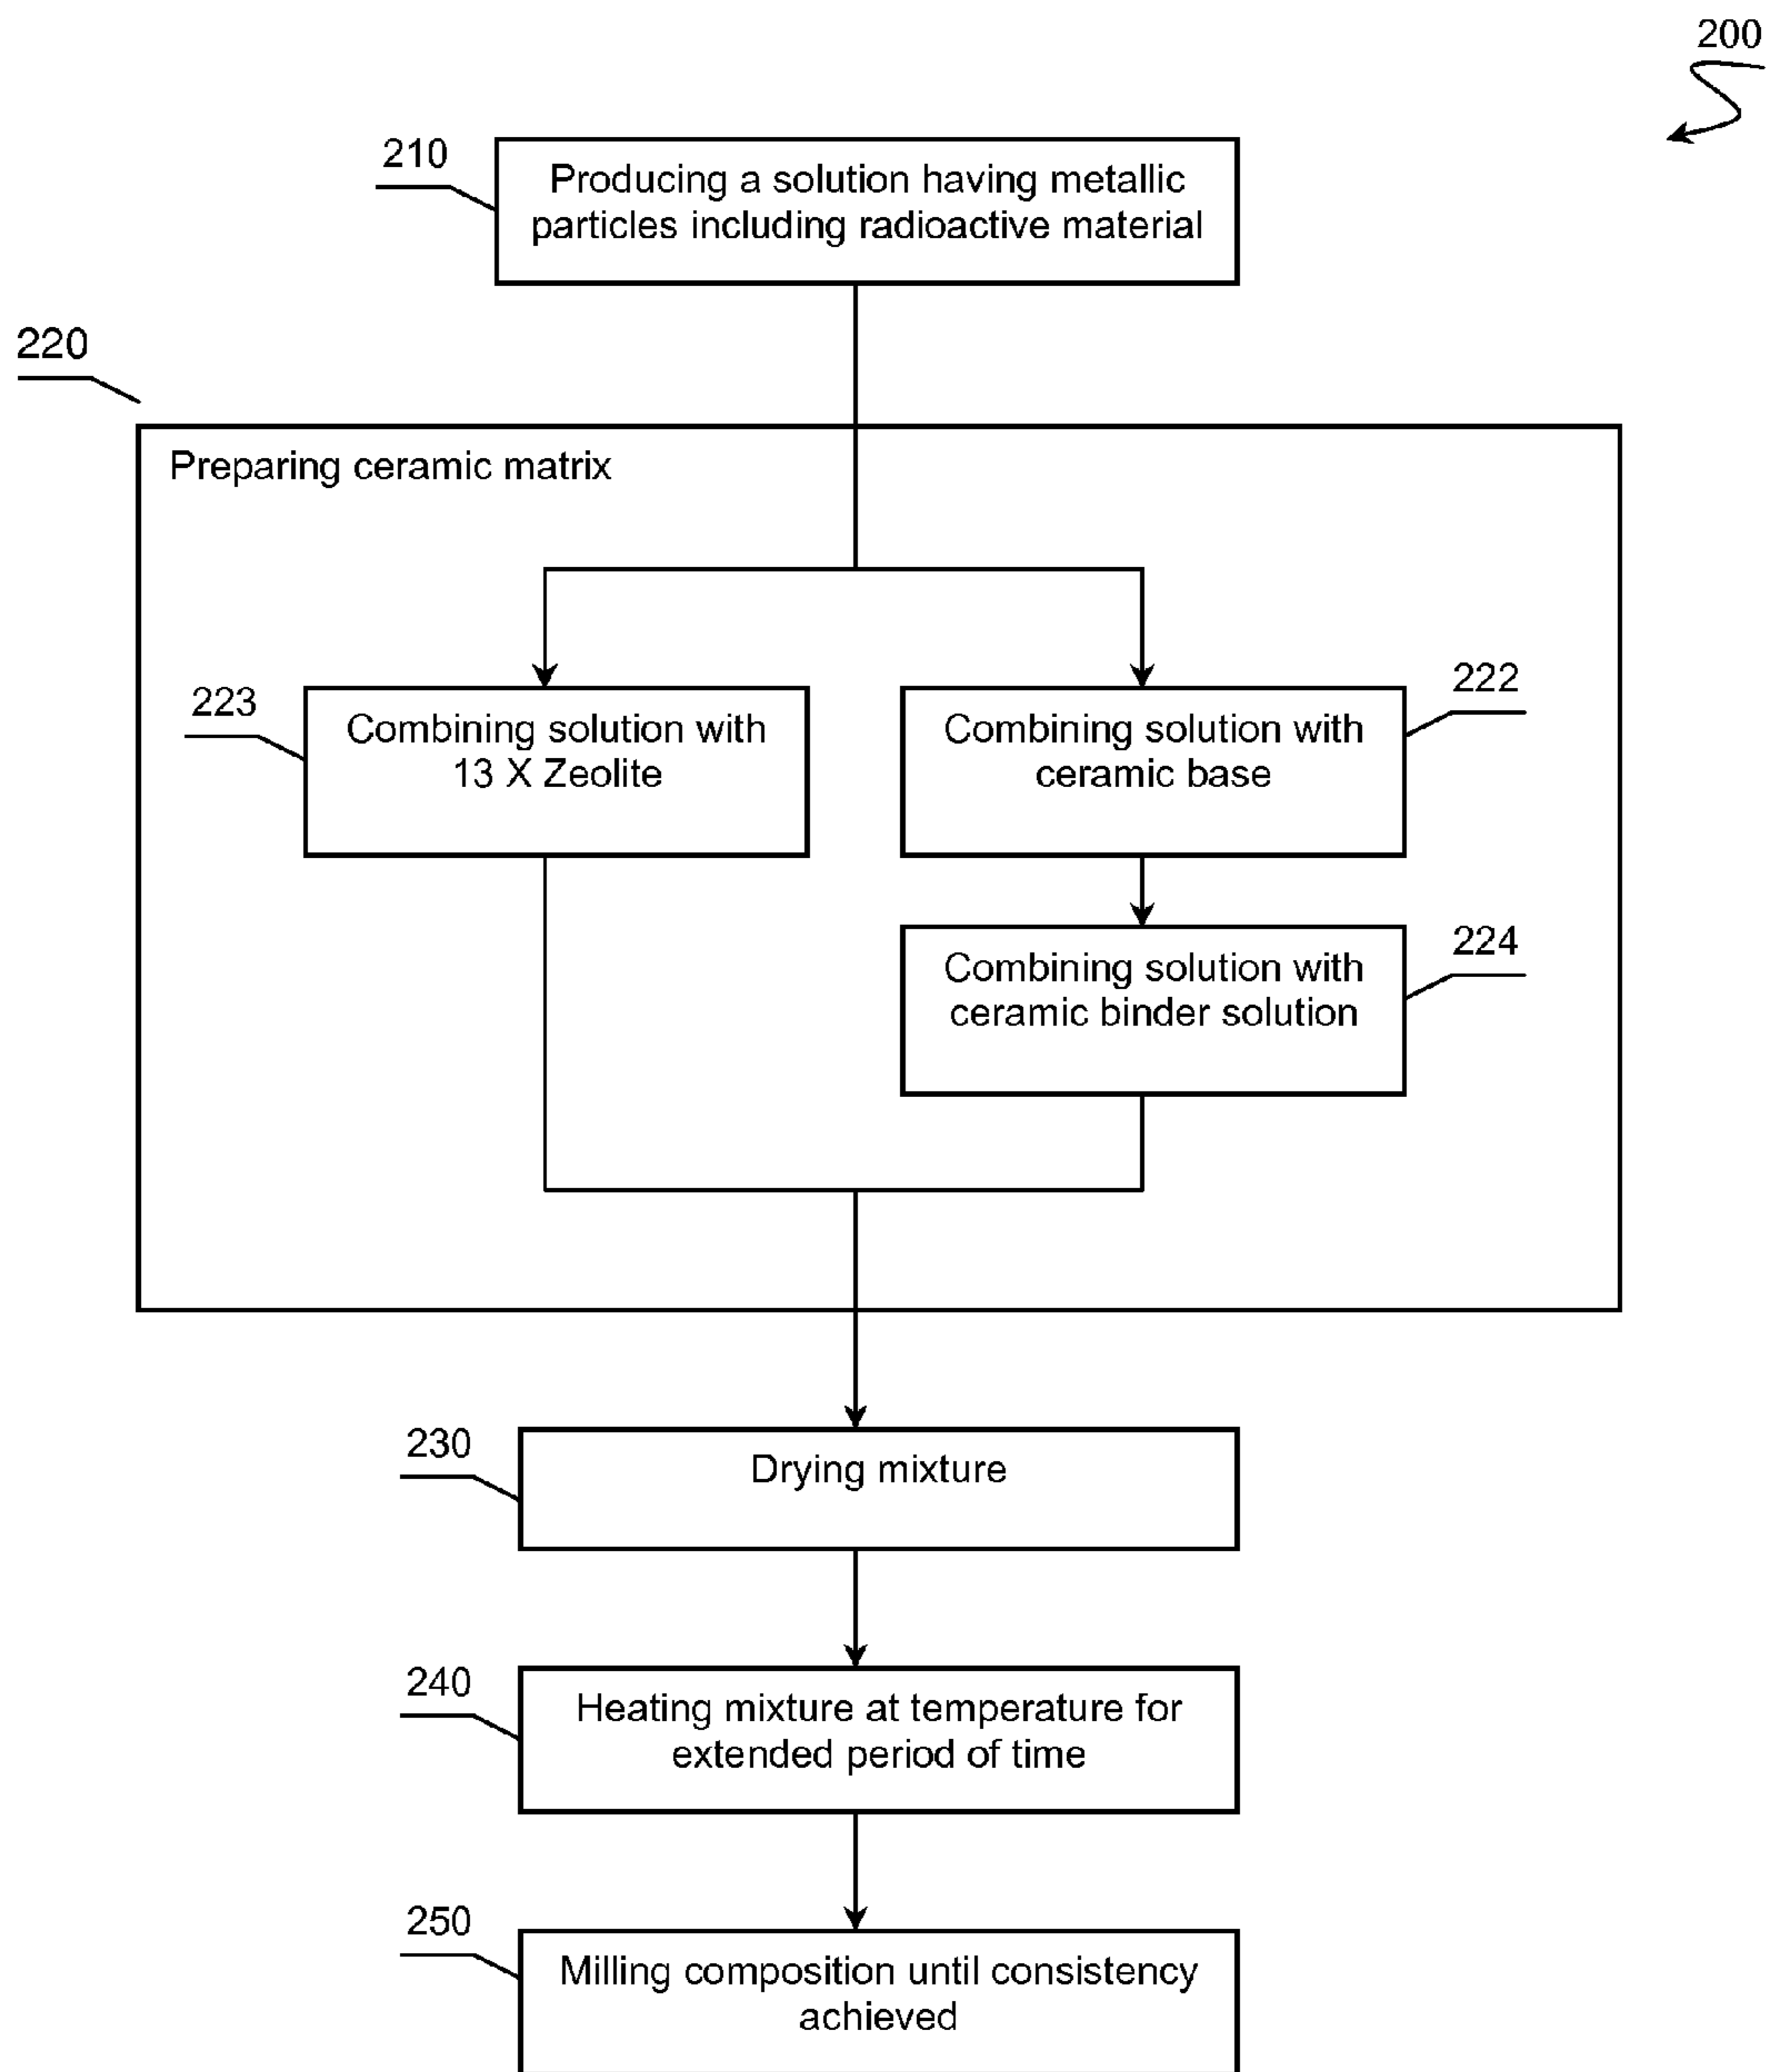 200
210
Producing a solution having metallic
particles including radioactive material
220
Preparing ceramic matrix
223
Combining solution with
13 X Zeolite
222
Combining solution with
ceramic base
224
Combining solution with
ceramic binder solution
230
Drying mixture
240
Heating mixture at temperature for
extended period of time
250
Milling composition until consistency
achieved